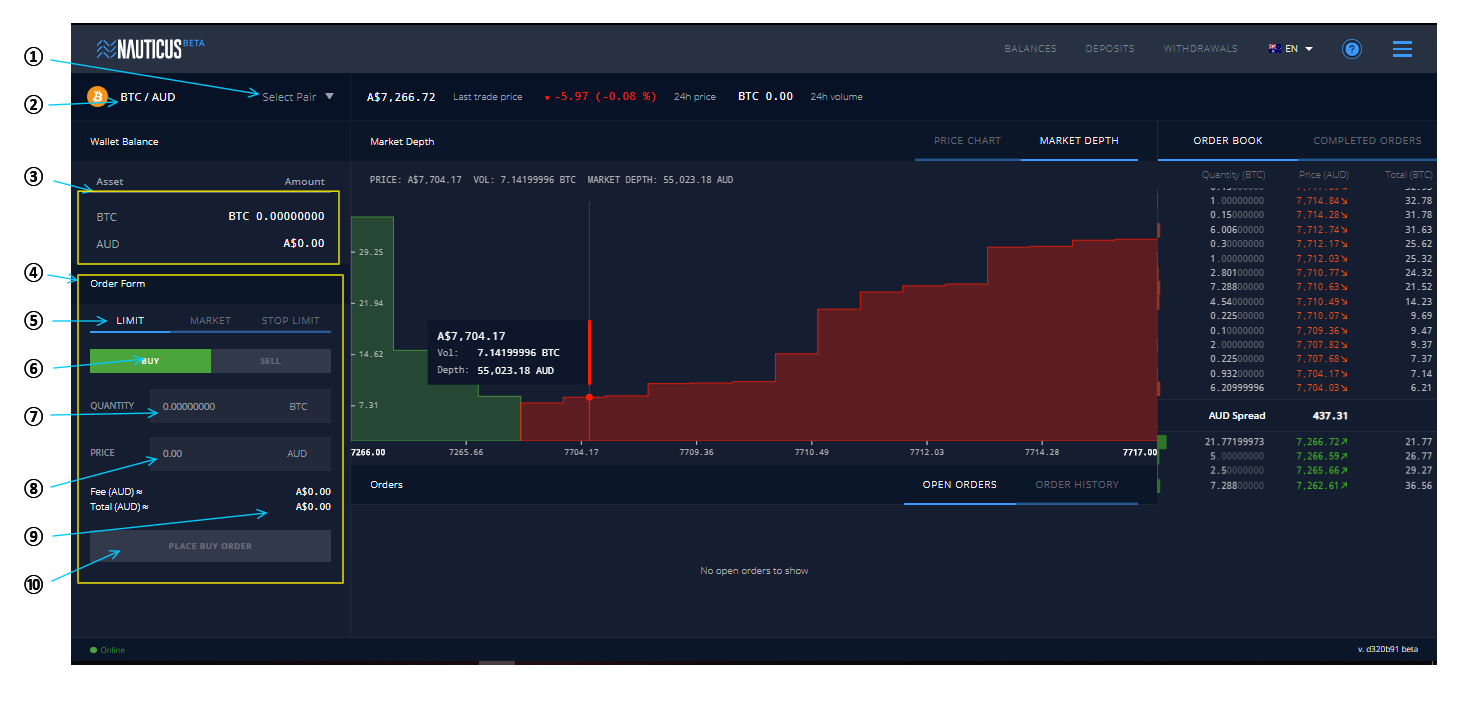 ①
②
③
④
⑤
⑥
⑦
⑧
⑨
⑩
NAUTICUS BETA
BALANCES DEPOSITS WITHDRAWALS EN ?
BTC / AUD Select Pair ▼
A$7,266.72 Last trade price ▼ -5.97 (-0.08 %) 24h price BTC 0.00 24h volume
Wallet Balance
Asset Amount
BTC BTC 0.00000000
AUD A$0.00
Order Form
LIMIT MARKET STOP LIMIT
BUY SELL
QUANTITY 0.00000000 BTC
PRICE 0.00 AUD
Fee (AUD) ≈ A$0.00
Total (AUD) ≈ A$0.00
PLACE BUY ORDER
Market Depth PRICE CHART MARKET DEPTH
PRICE: A$7,704.17 VOL: 7.14199996 BTC MARKET DEPTH: 55,023.18 AUD
29.25
21.94
14.62
7.31
A$7,704.17
Vol: 7.14199996 BTC
Depth: 55,023.18 AUD
7266.00 7265.66 7704.17 7709.36 7710.49 7712.03 7714.28 7717.00
Orders OPEN ORDERS ORDER HISTORY
No open orders to show
ORDER BOOK COMPLETED ORDERS
Quantity (BTC) Price (AUD) Total (BTC)
1.00000000 7,714.84↘ 32.78
0.15000000 7,714.28↘ 31.78
6.00600000 7,712.74↘ 31.63
0.30000000 7,712.17↘ 25.62
1.00000000 7,712.03↘ 25.32
2.80100000 7,710.77↘ 24.32
7.28800000 7,710.63↘ 21.52
4.54000000 7,710.49↘ 14.23
0.22500000 7,710.07↘ 9.69
0.10000000 7,709.36↘ 9.47
2.00000000 7,707.82↘ 9.37
0.22500000 7,707.68↘ 7.37
0.93200000 7,704.17↘ 7.14
6.20999996 7,704.03↘ 6.21
AUD Spread 437.31
21.77199973 7,266.72↗ 21.77
5.00000000 7,266.59↗ 26.77
2.50000000 7,265.66↗ 29.27
7.28800000 7,262.61↗ 36.56
Online
v. d320b91 beta